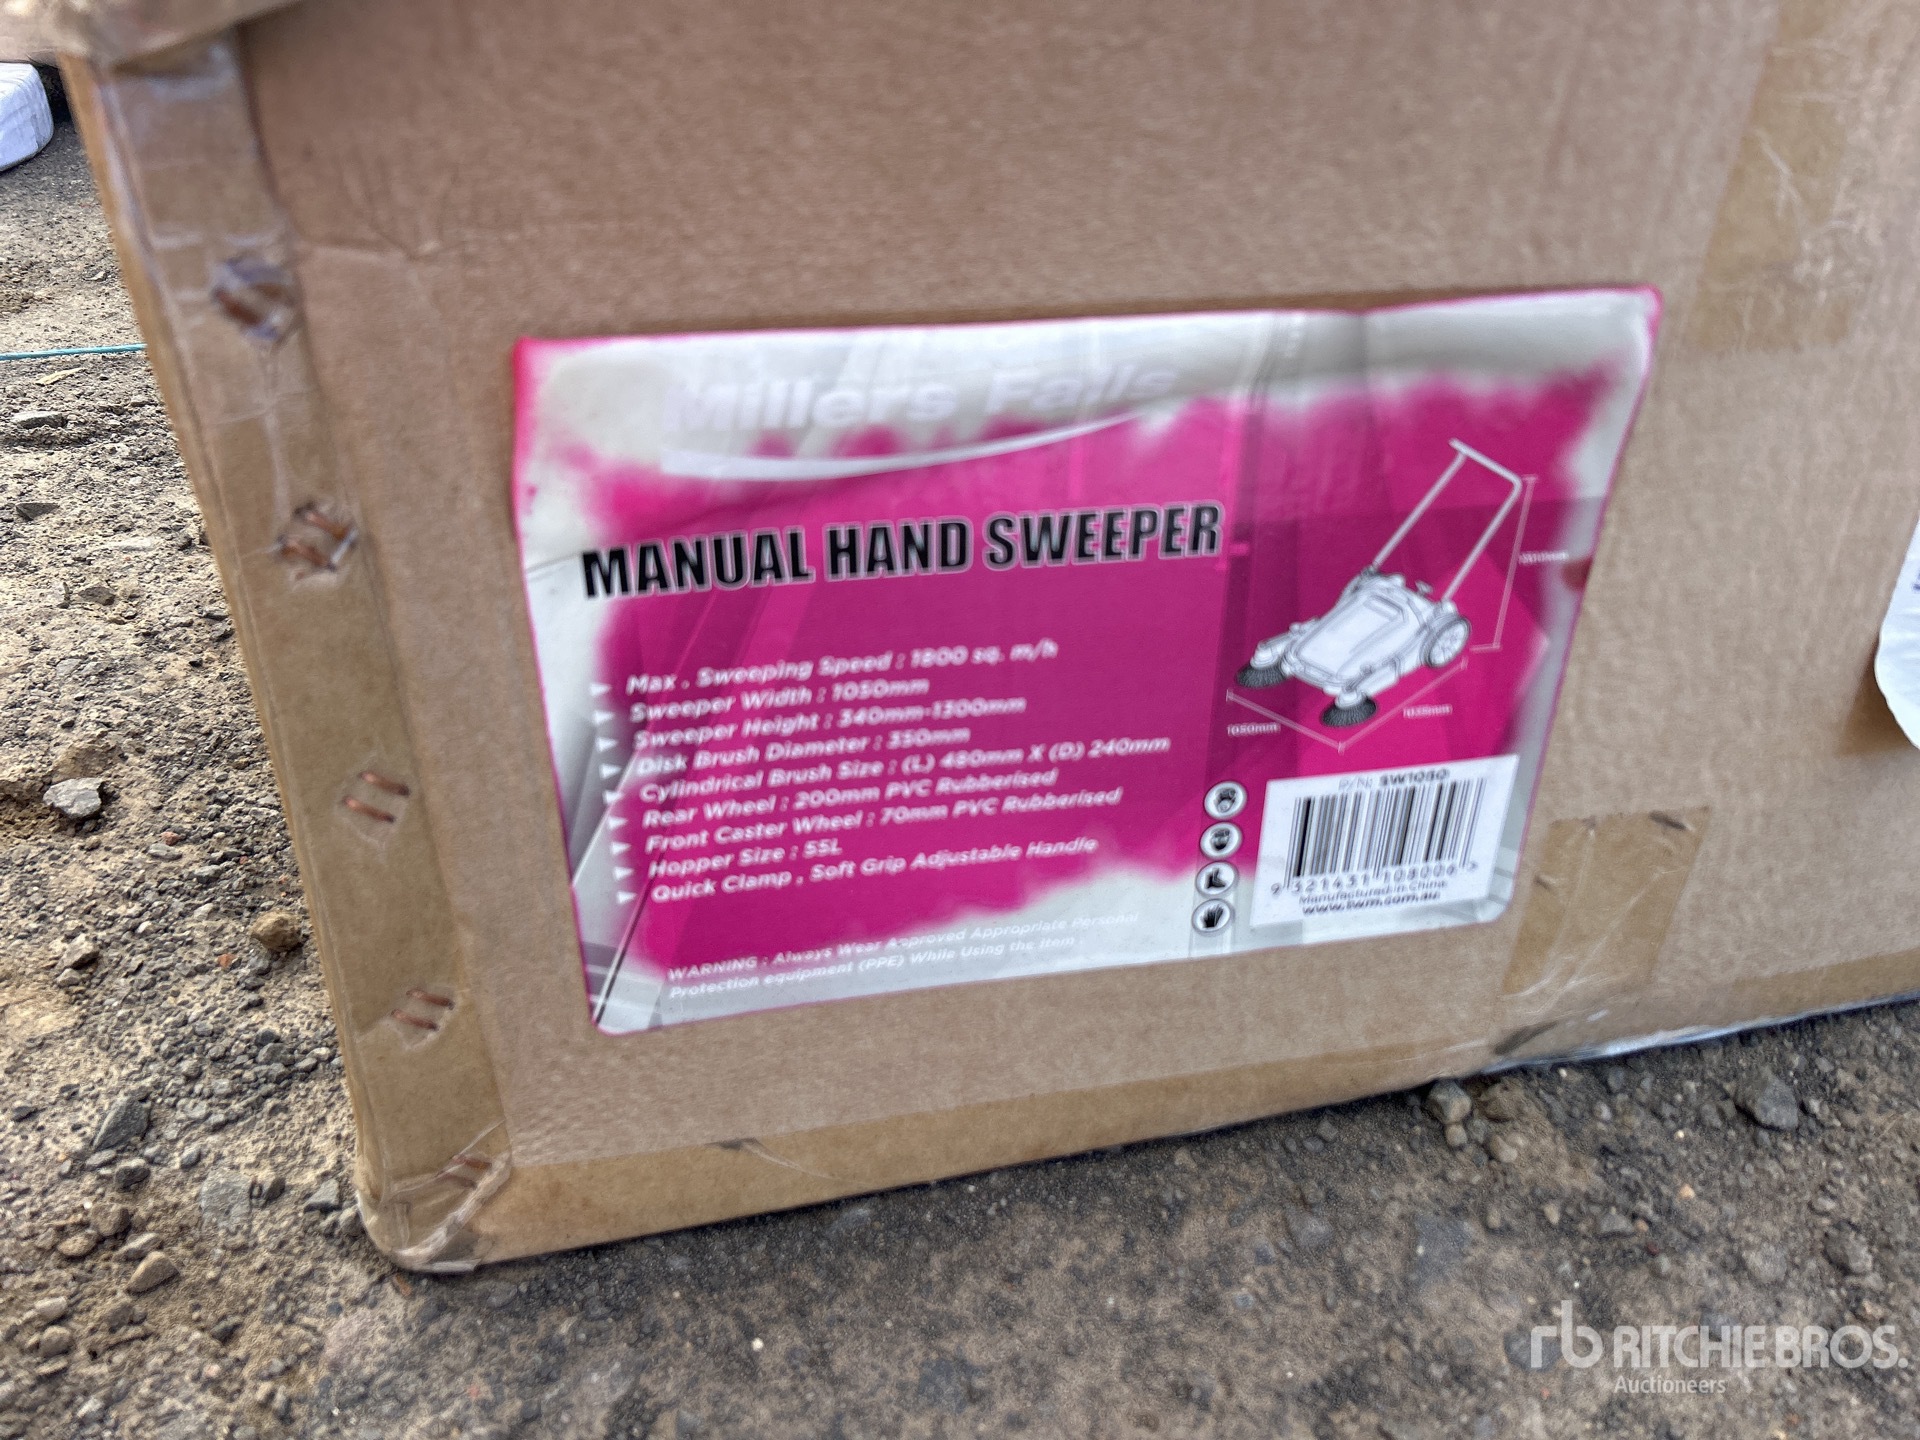 Millers Falls
MANUAL HAND SWEEPER
Max . Sweeping Speed : 1800 sq. m/h
Sweeper Width : 1050mm
Sweeper Height : 340mm-1300mm
Disk Brush Diameter : 350mm
Cylindrical Brush Size : (L) 480mm X (D) 240mm
Rear Wheel : 200mm PVC Rubberised
Front Caster Wheel : 70mm PVC Rubberised
Hopper Size : 55L
Quick Clamp , Soft Grip Adjustable Handle
WARNING : Always Wear Approved Appropriate Personal
Protection equipment (PPE) While Using the Item .
1050mm
P/N: SW1050
9 321431 108006 >
Manufactured in China
www.twm.com.au
rb RITCHIE BROS.
Auctioneers